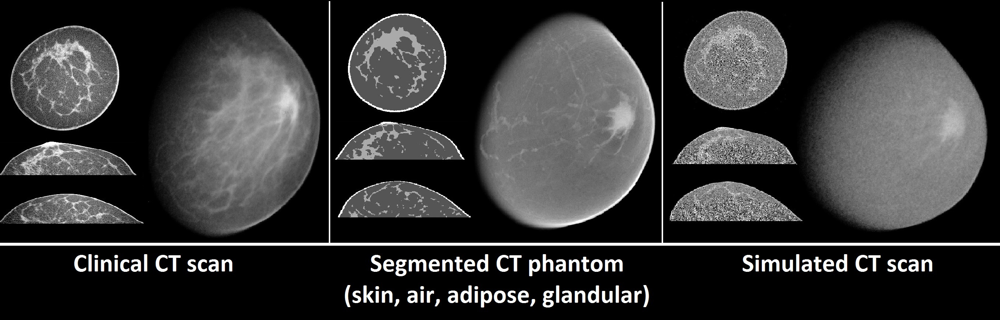 Clinical CT scan
Segmented CT phantom
(skin, air, adipose, glandular)
Simulated CT scan